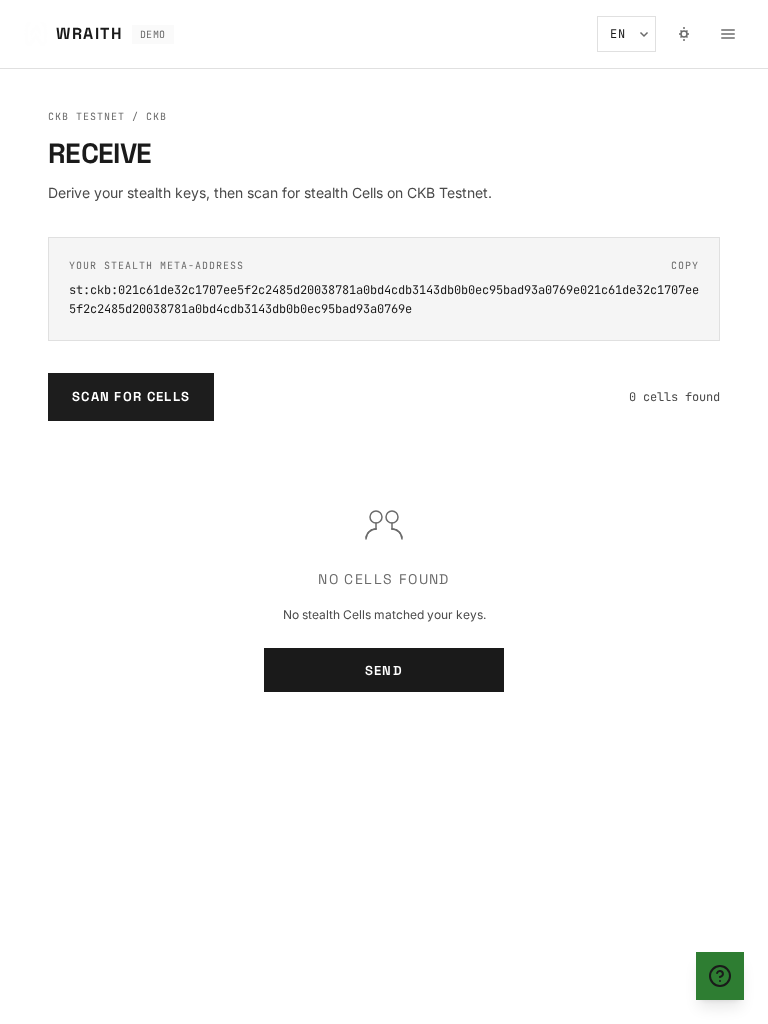 WRAITH DEMO EN
CKB TESTNET / CKB
RECEIVE
Derive your stealth keys, then scan for stealth Cells on CKB Testnet.
YOUR STEALTH META-ADDRESS COPY
st:ckb:021c61de32c1707ee5f2c2485d20038781a0bd4cdb3143db0b0ec95bad93a0769e021c61de32c1707ee
5f2c2485d20038781a0bd4cdb3143db0b0ec95bad93a0769e
SCAN FOR CELLS 0 cells found
NO CELLS FOUND
No stealth Cells matched your keys.
SEND